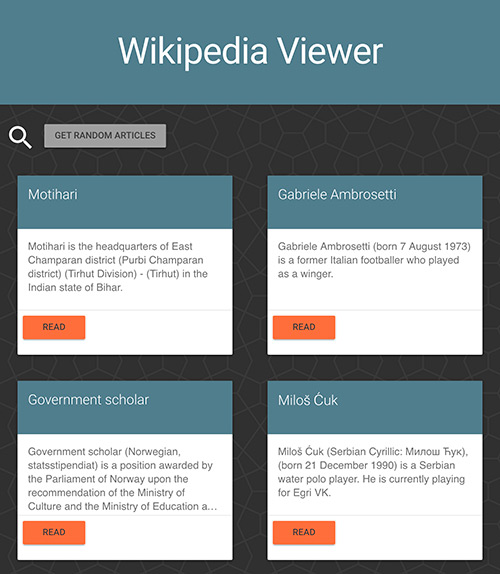 Wikipedia Viewer
GET RANDOM ARTICLES
Motihari
Motihari is the headquarters of East
Champaran district (Purbi Champaran
district) (Tirhut Division) - (Tirhut) in the
Indian state of Bihar.
READ
Gabriele Ambrosetti
Gabriele Ambrosetti (born 7 August 1973)
is a former Italian footballer who played
as a winger.
READ
Government scholar
Government scholar (Norwegian,
statsstipendiat) is a position awarded by
the Parliament of Norway upon the
recommendation of the Ministry of
Culture and the Ministry of Education a...
READ
Miloš Ćuk
Miloš Ćuk (Serbian Cyrillic: Милош Ћук),
(born 21 December 1990) is a Serbian
water polo player. He is currently playing
for Egri VK.
READ